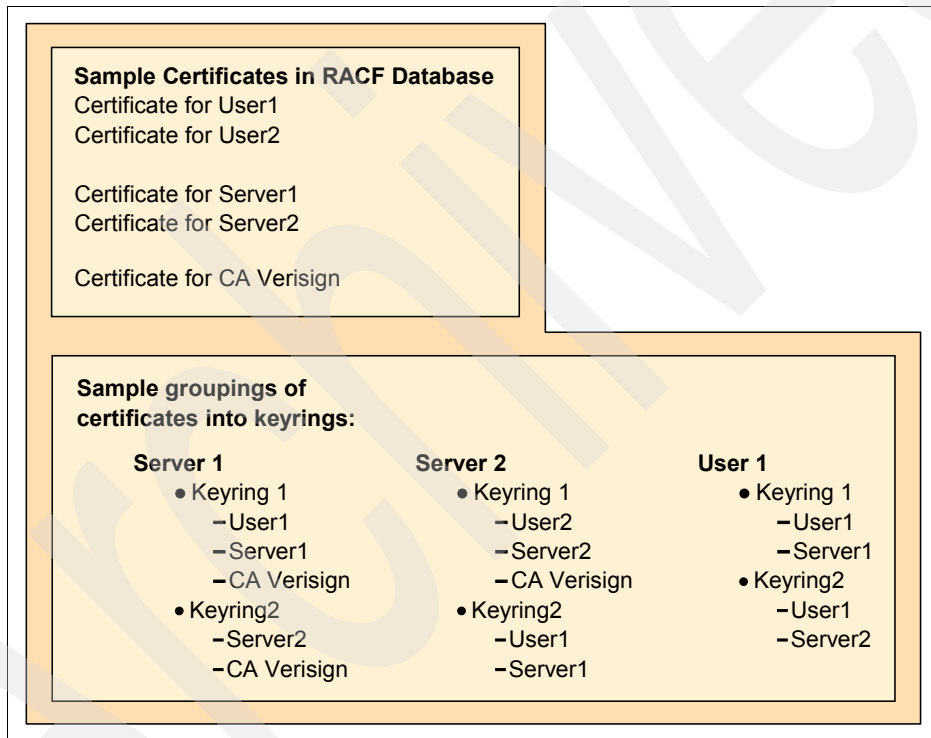 Sample Certificates in RACF Database
Certificate for User1
Certificate for User2
Certificate for Server1
Certificate for Server2
Certificate for CA Verisign
Sample groupings of
certificates into keyrings:
Server 1
• Keyring 1
–User1
–Server1
–CA Verisign
• Keyring2
–Server2
–CA Verisign
Server 2
• Keyring 1
–User2
–Server2
–CA Verisign
• Keyring2
–User1
–Server1
User 1
• Keyring 1
–User1
–Server1
• Keyring2
–User1
–Server2